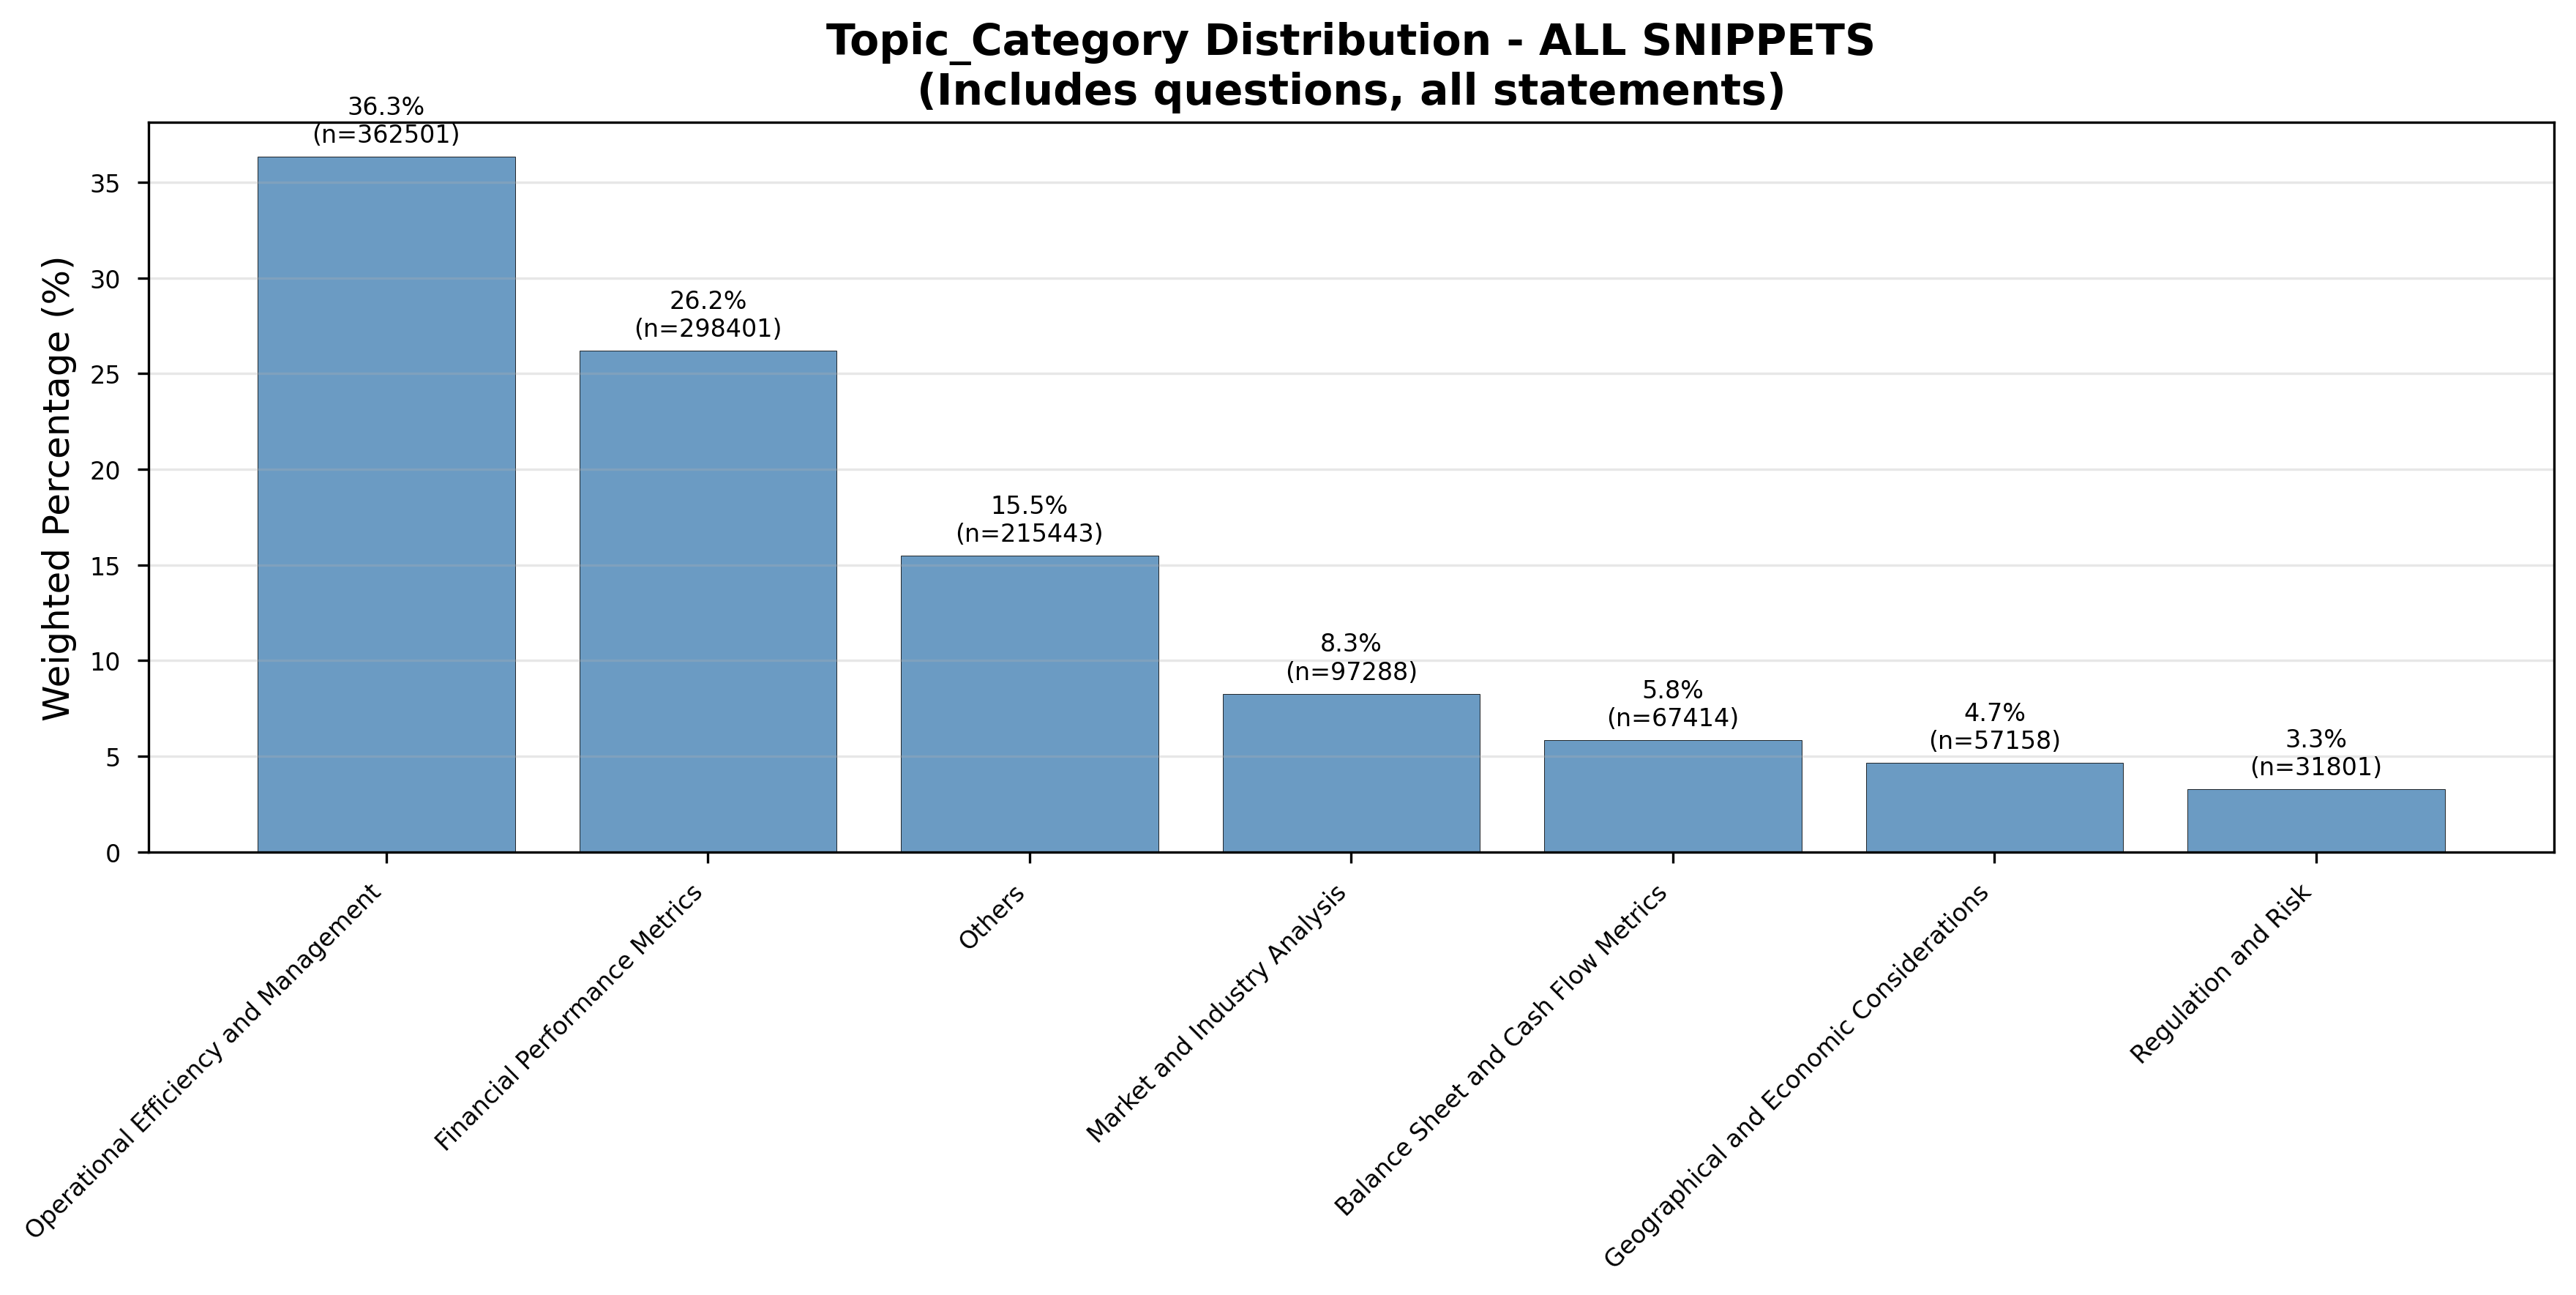 Topic_Category Distribution - ALL SNIPPETS
(Includes questions, all statements)
Weighted Percentage (%)
35
30
25
20
15
10
5
0
36.3%
(n=362501)
26.2%
(n=298401)
15.5%
(n=215443)
8.3%
(n=97288)
5.8%
(n=67414)
4.7%
(n=57158)
3.3%
(n=31801)
Operational Efficiency and Management
Financial Performance Metrics
Others
Market and Industry Analysis
Balance Sheet and Cash Flow Metrics
Geographical and Economic Considerations
Regulation and Risk